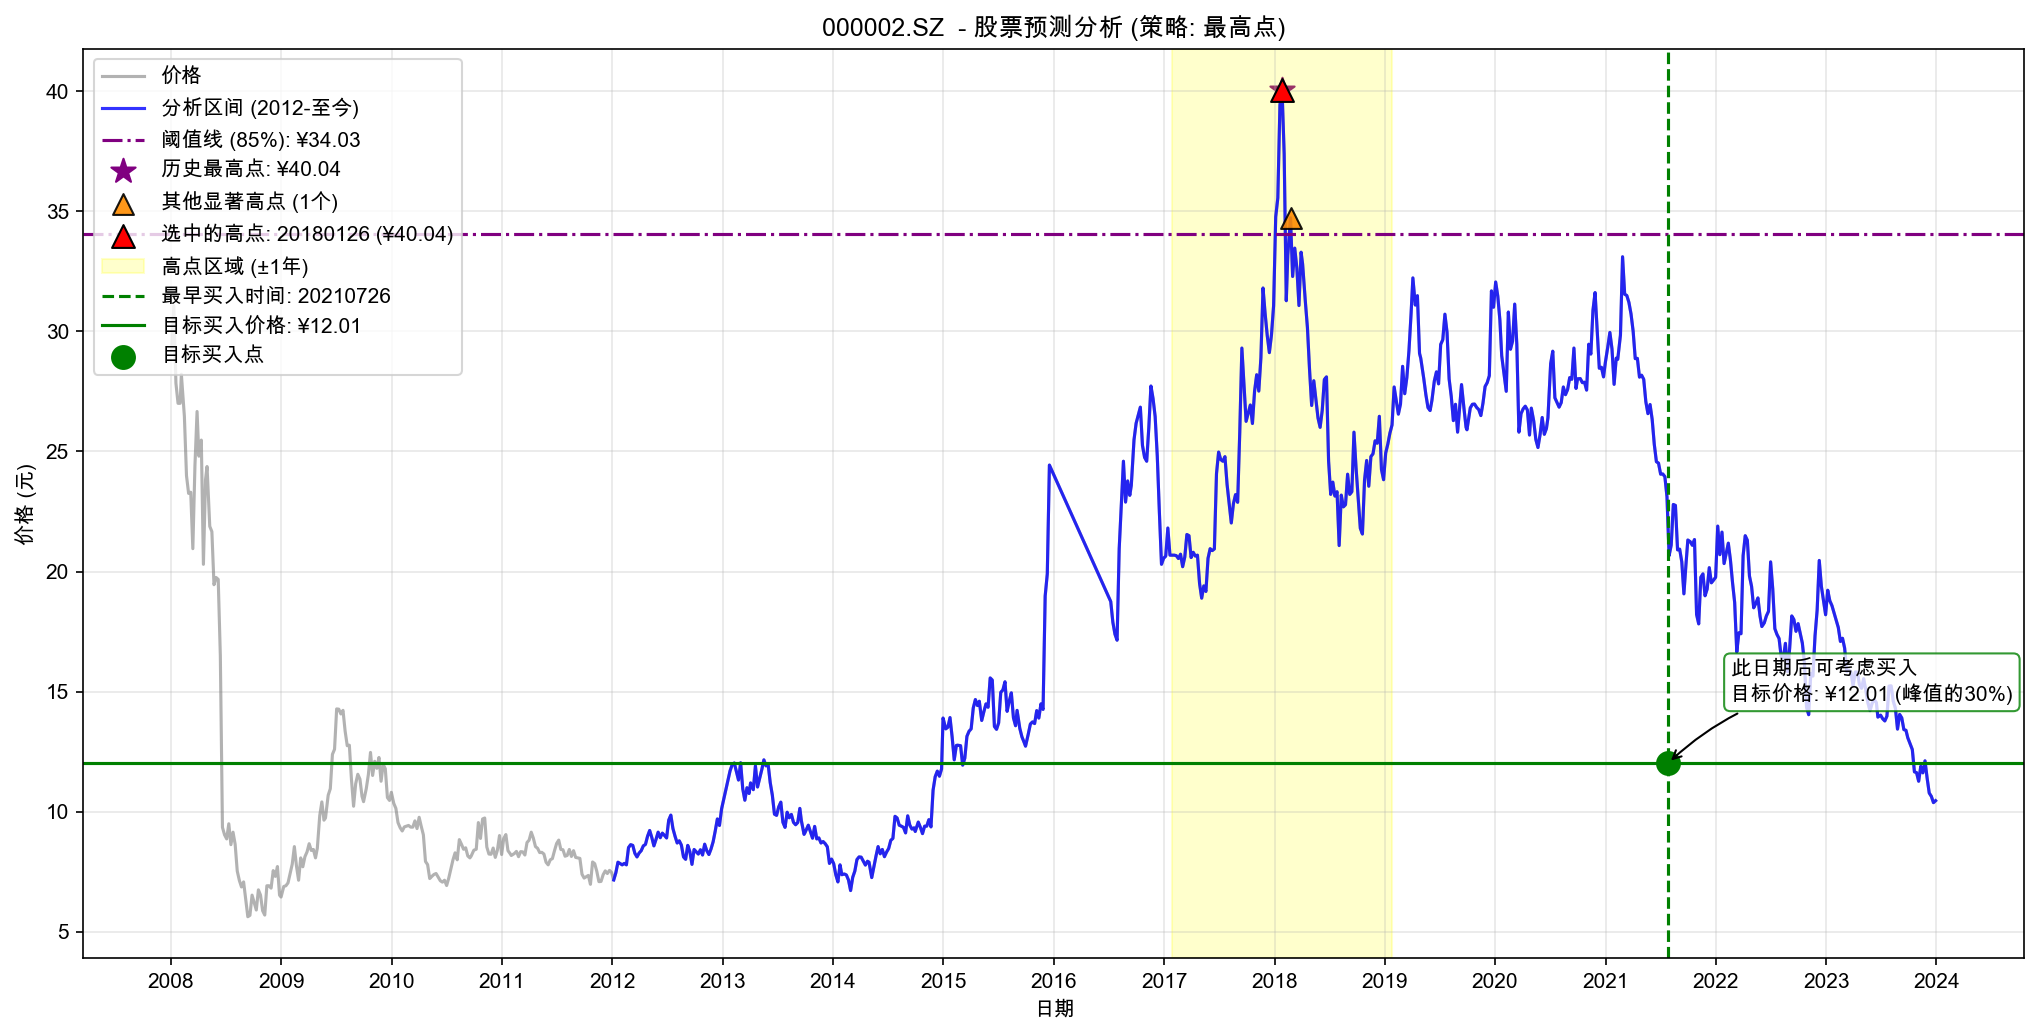 000002.SZ - 股票预测分析 (策略: 最高点)
价格
分析区间 (2012-至今)
阈值线 (85%): ¥34.03
历史最高点: ¥40.04
其他显著高点 (1个)
选中的高点: 20180126 (¥40.04)
高点区域 (±1年)
最早买入时间: 20210726
目标买入价格: ¥12.01
目标买入点
价格 (元)
40
35
30
25
20
15
10
5
此日期后可考虑买入
目标价格: ¥12.01 (峰值的30%)
2008 2009 2010 2011 2012 2013 2014 2015 2016 2017 2018 2019 2020 2021 2022 2023 2024
日期